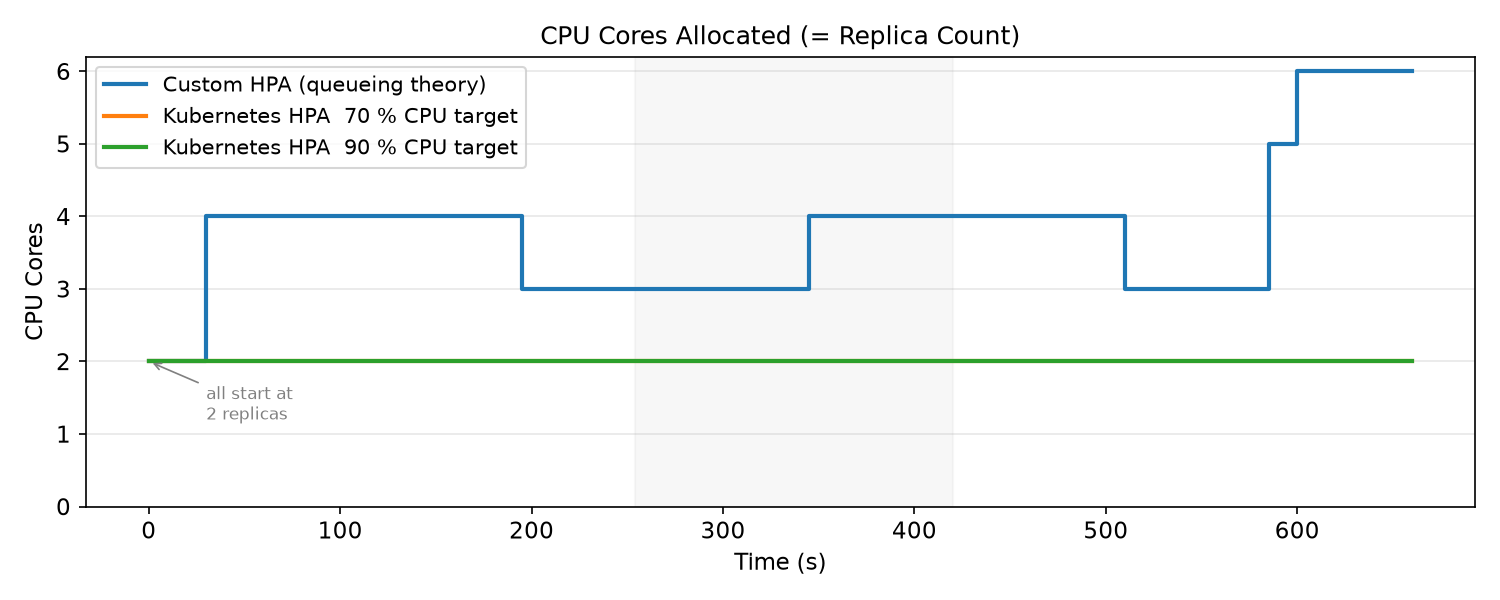 CPU Cores Allocated (= Replica Count)
Custom HPA (queueing theory)
Kubernetes HPA  70 % CPU target
Kubernetes HPA  90 % CPU target
CPU Cores
6
5
4
3
2
1
0
all start at
2 replicas
0 100 200 300 400 500 600
Time (s)